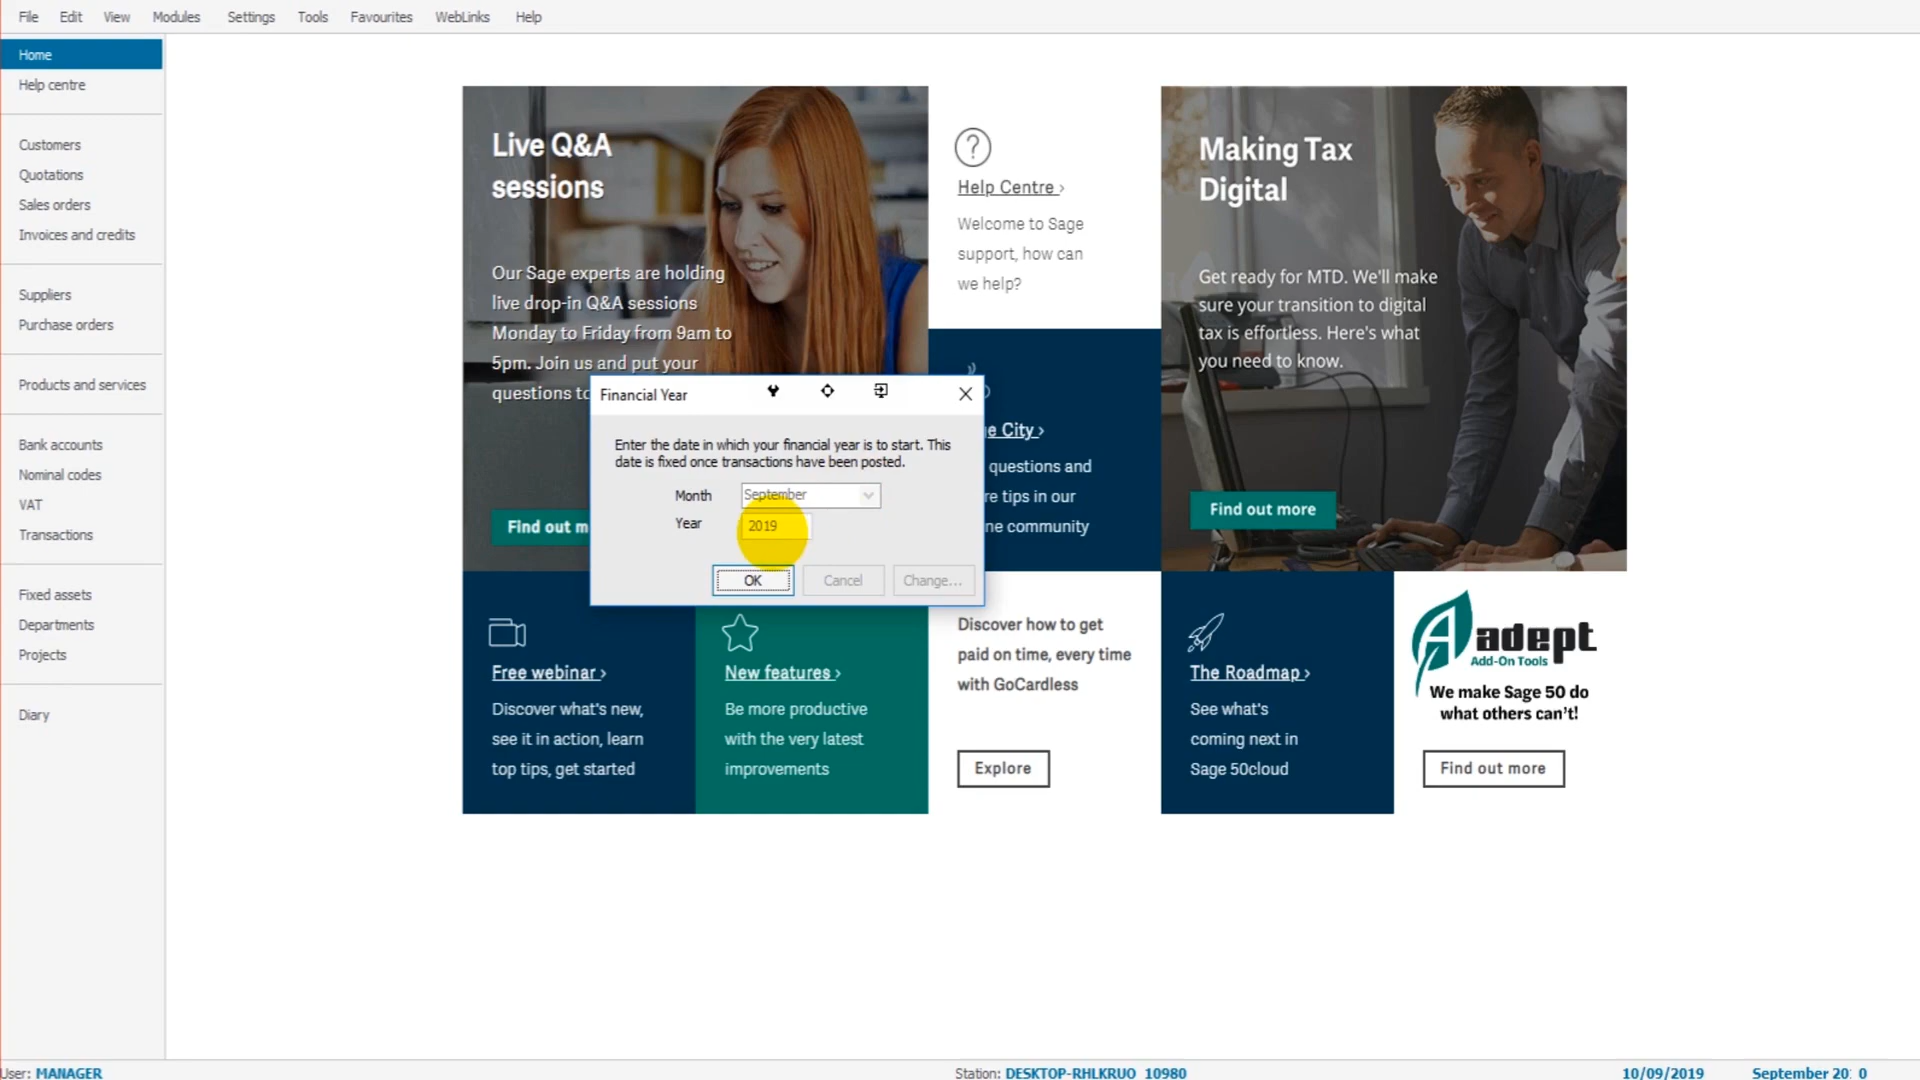 File Edit View Modules Settings Tools Favourites WebLinks Help
Home
Help centre
Customers
Quotations
Sales orders
Invoices and credits
Suppliers
Purchase orders
Products and services
Bank accounts
Nominal codes
VAT
Transactions
Fixed assets
Departments
Projects
Diary
Live Q&A
sessions
Our Sage experts are holding
live drop-in Q&A sessions
Monday to Friday from 9am to
5pm. Join us and put your
questions to
Find out m
Help Centre ›
Welcome to Sage
support, how can
we help?
e City ›
questions and
re tips in our
ne community
Making Tax
Digital
Get ready for MTD. We'll make
sure your transition to digital
tax is effortless. Here's what
you need to know.
Find out more
Financial Year
Enter the date in which your financial year is to start. This
date is fixed once transactions have been posted.
Month September
Year 2019
OK Cancel Change...
Free webinar ›
Discover what's new,
see it in action, learn
top tips, get started
New features ›
Be more productive
with the very latest
improvements
Discover how to get
paid on time, every time
with GoCardless
Explore
The Roadmap ›
See what's
coming next in
Sage 50cloud
adept
Add-On Tools
We make Sage 50 do
what others can't!
Find out more
User: MANAGER
Station: DESKTOP-RHLKRUO 10980
10/09/2019
September